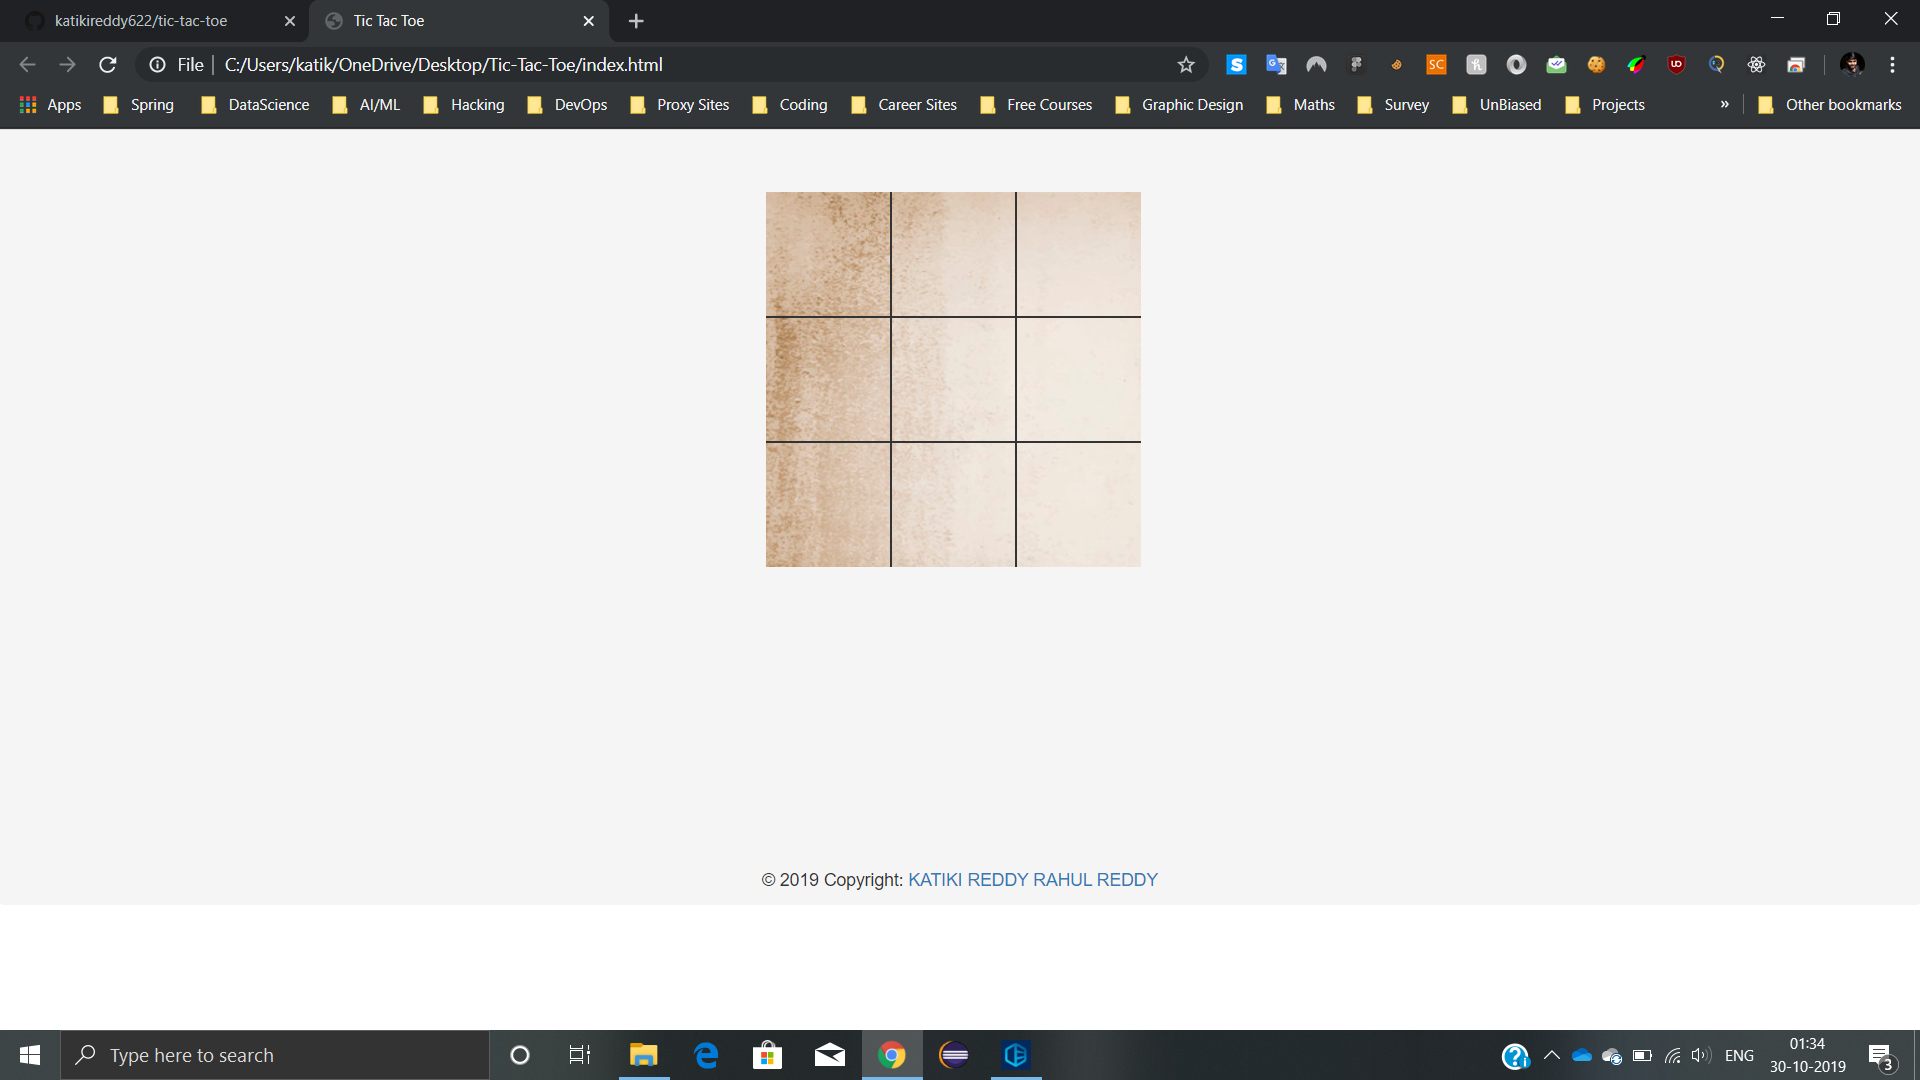 katikireddy622/tic-tac-toe
Tic Tac Toe
File
C:/Users/katik/OneDrive/Desktop/Tic-Tac-Toe/index.html
S
SC
Apps Spring DataScience AI/ML Hacking DevOps Proxy Sites Coding Career Sites Free Courses Graphic Design Maths Survey UnBiased Projects » Other bookmarks
© 2019 Copyright: KATIKI REDDY RAHUL REDDY
Type here to search
ENG
01:34
30-10-2019
3